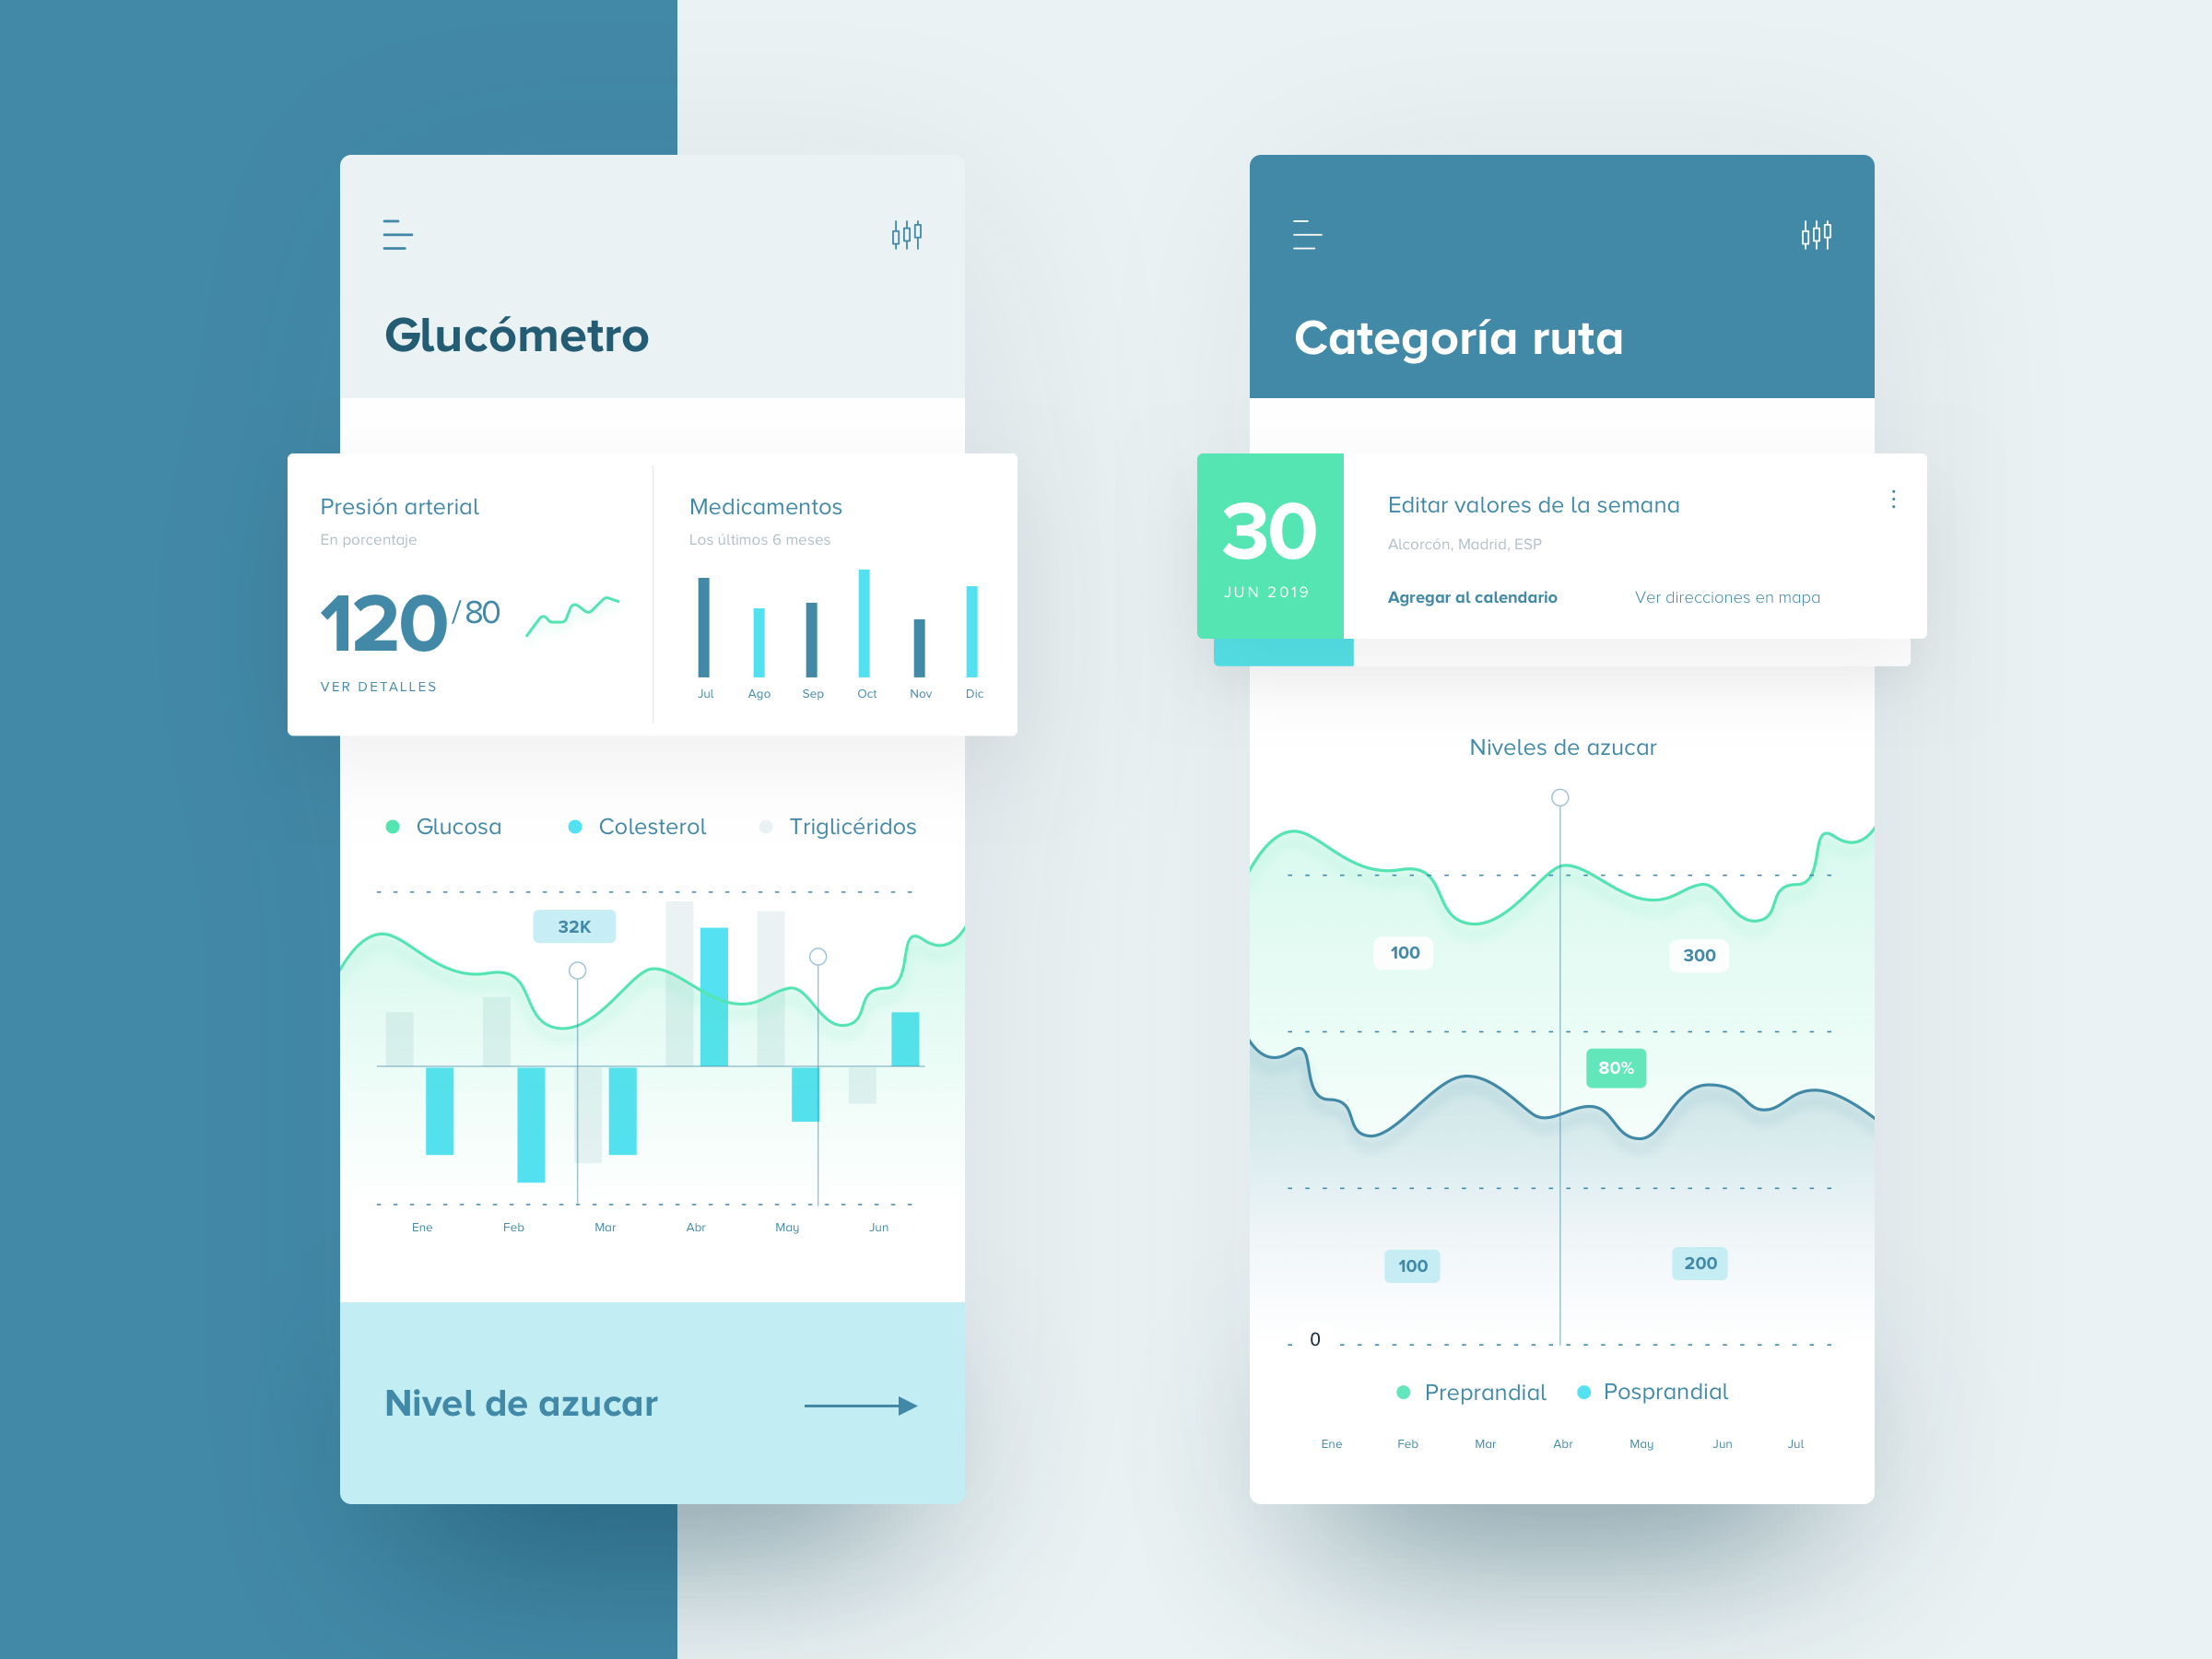 Glucómetro
Presión arterial
En porcentaje
120 / 80
VER DETALLES
Medicamentos
Los últimos 6 meses
Jul Ago Sep Oct Nov Dic
Glucosa Colesterol Triglicéridos
32K
Ene Feb Mar Abr May Jun
Nivel de azucar
Categoría ruta
30
JUN 2019
Editar valores de la semana
Alcorcón, Madrid, ESP
Agregar al calendario Ver direcciones en mapa
Niveles de azucar
100 300
80%
100 200
0
Preprandial Posprandial
Ene Feb Mar Abr May Jun Jul